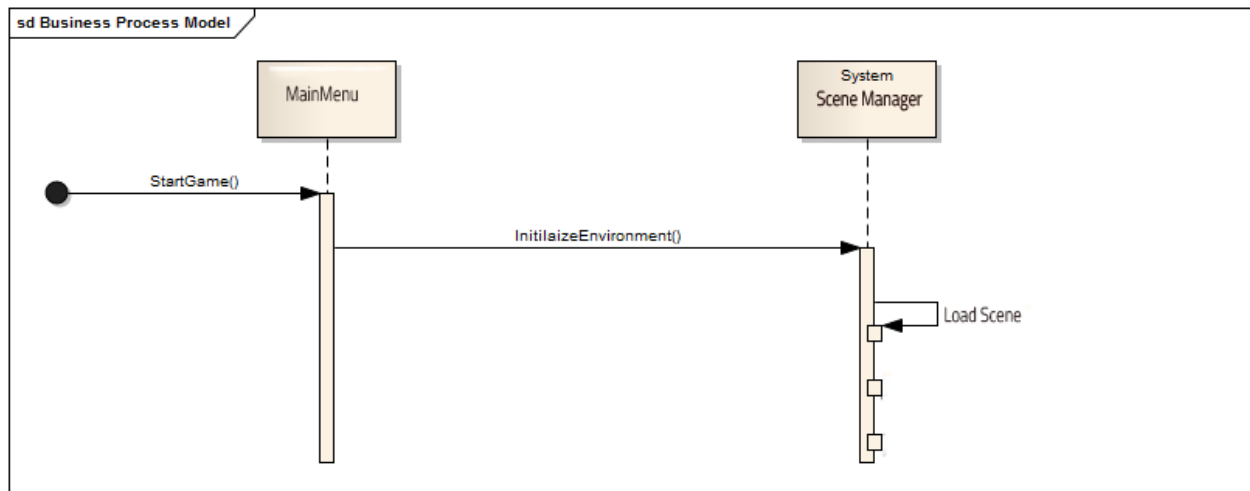 sd Business Process Model
MainMenu
System
Scene Manager
StartGame()
InitilaizeEnvironment()
Load Scene